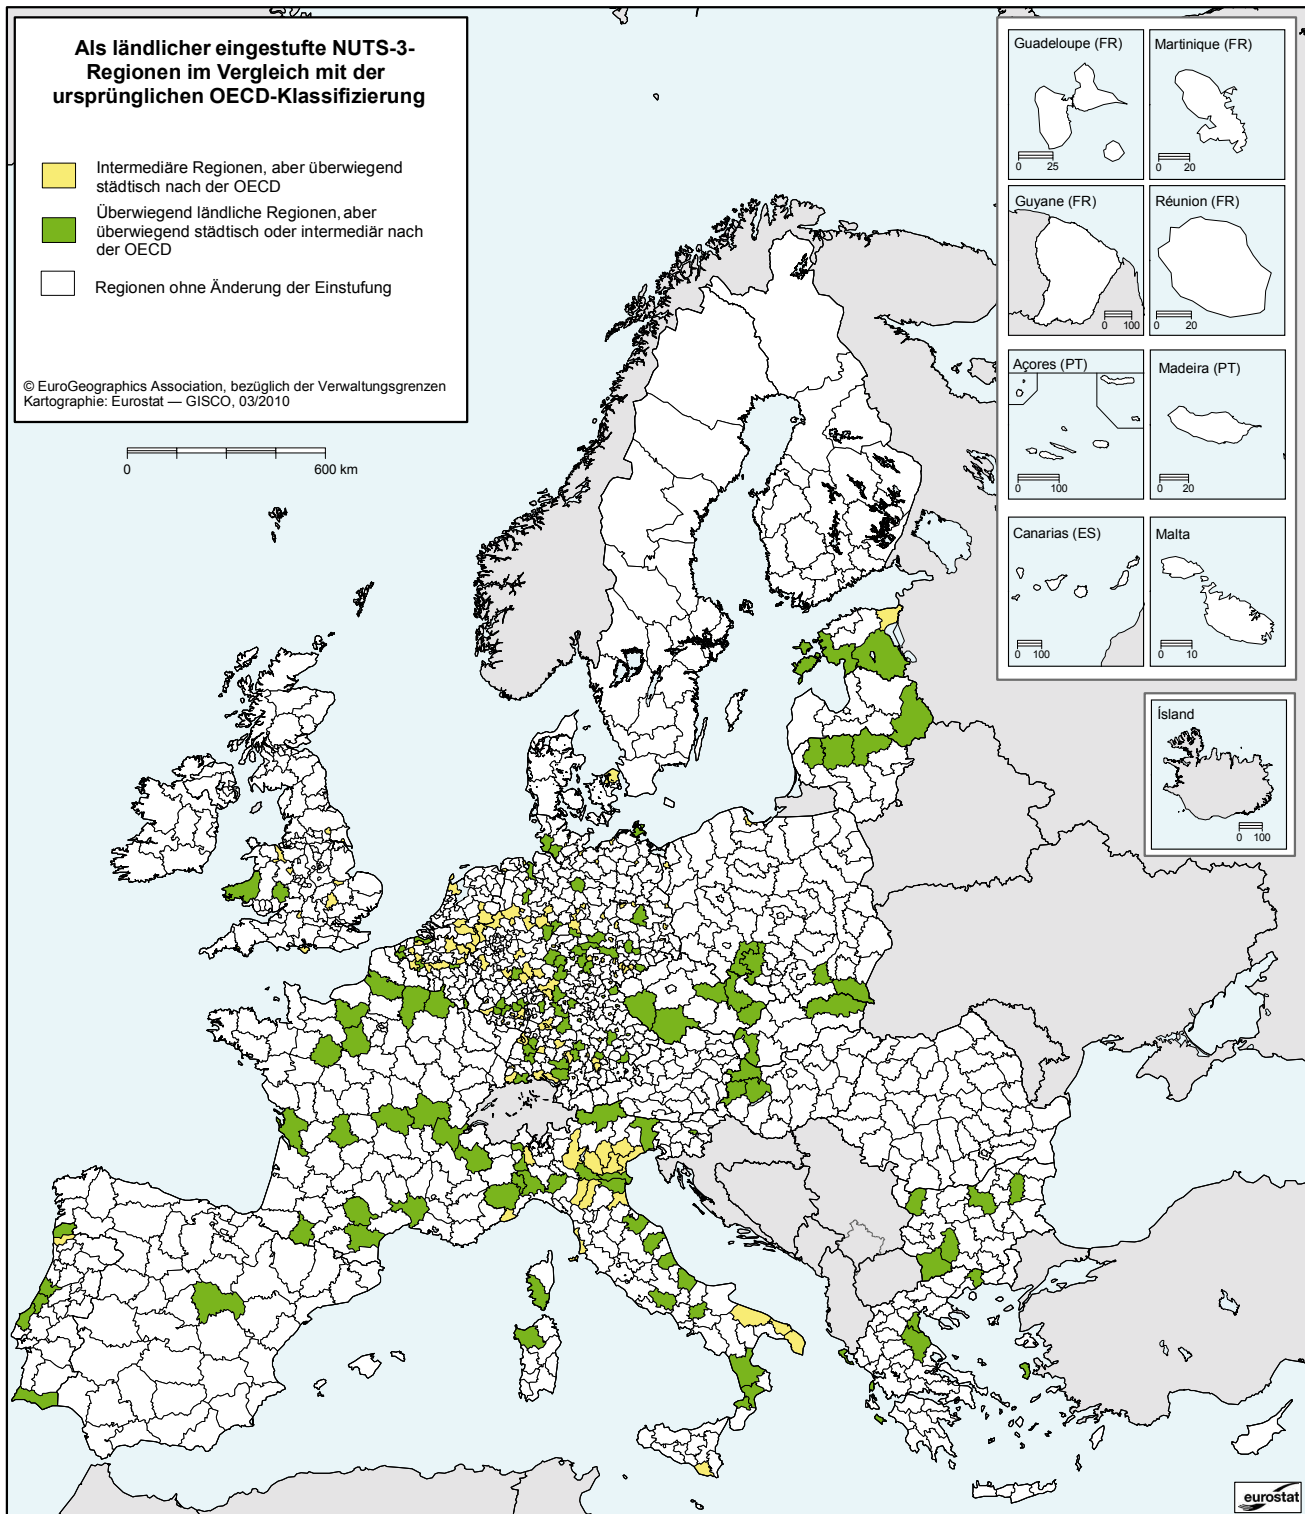 Als ländlicher eingestufte NUTS-3-
Regionen im Vergleich mit der
ursprünglichen OECD-Klassifizierung
Intermediäre Regionen, aber überwiegend
städtisch nach der OECD
Überwiegend ländliche Regionen, aber
überwiegend städtisch oder intermediär nach
der OECD
Regionen ohne Änderung der Einstufung
© EuroGeographics Association, bezüglich der Verwaltungsgrenzen
Kartographie: Eurostat — GISCO, 03/2010
0 600 km
Guadeloupe (FR)
0 25
Martinique (FR)
0 20
Guyane (FR)
0 100
Réunion (FR)
0 20
Açores (PT)
0 100
Madeira (PT)
0 20
Canarias (ES)
0 100
Malta
0 10
Ísland
0 100
eurostat